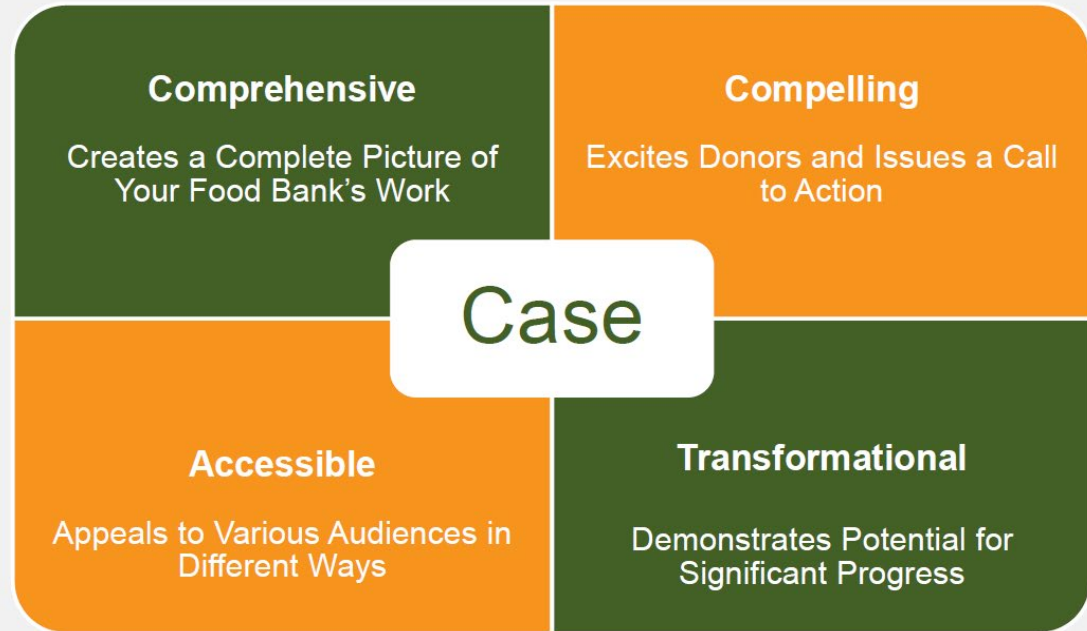 Comprehensive
Creates a Complete Picture of
Your Food Bank's Work
Compelling
Excites Donors and Issues a Call
to Action
Case
Accessible
Appeals to Various Audiences in
Different Ways
Transformational
Demonstrates Potential for
Significant Progress